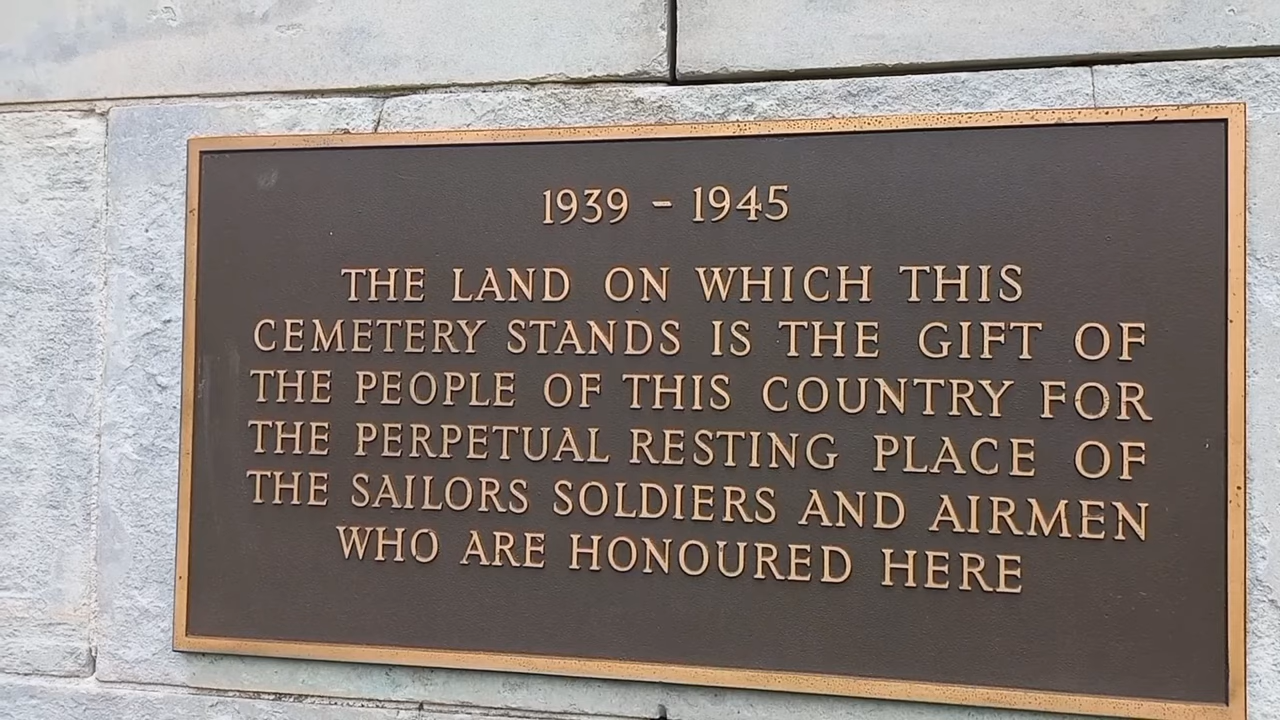 1939 - 1945
THE LAND ON WHICH THIS
CEMETERY STANDS IS THE GIFT OF
THE PEOPLE OF THIS COUNTRY FOR
THE PERPETUAL RESTING PLACE OF
THE SAILORS SOLDIERS AND AIRMEN
WHO ARE HONOURED HERE